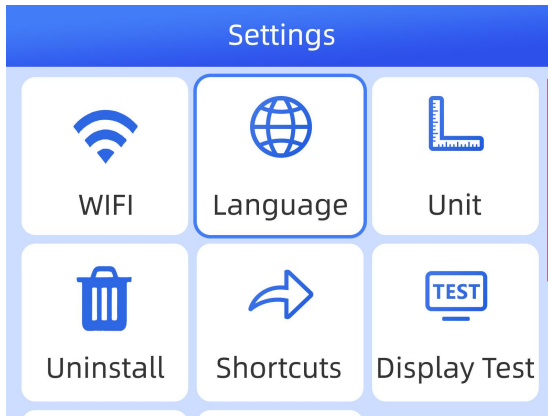 Settings
WIFI
Language
Unit
TEST
Uninstall
Shortcuts
Display Test